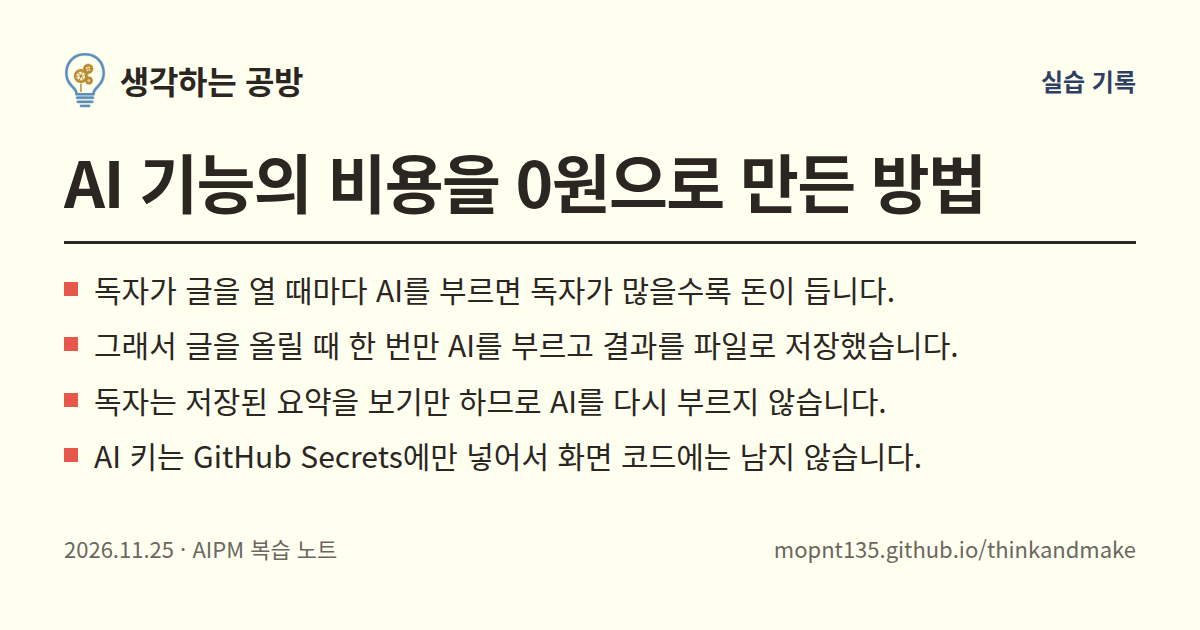 생각하는 공방
실습 기록
AI 기능의 비용을 0원으로 만든 방법
독자가 글을 열 때마다 AI를 부르면 독자가 많을수록 돈이 듭니다.
그래서 글을 올릴 때 한 번만 AI를 부르고 결과를 파일로 저장했습니다.
독자는 저장된 요약을 보기만 하므로 AI를 다시 부르지 않습니다.
AI 키는 GitHub Secrets에만 넣어서 화면 코드에는 남지 않습니다.
2026.11.25 · AIPM 복습 노트
mopnt135.github.io/thinkandmake